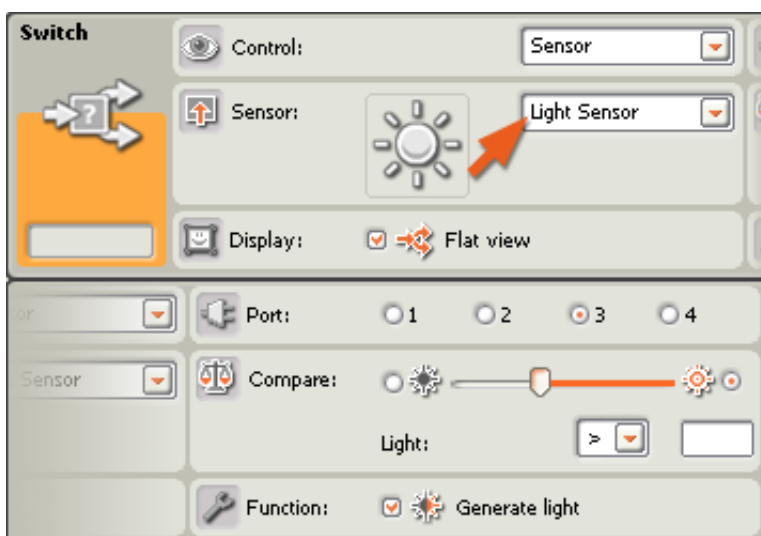 Switch
Control: Sensor
Sensor: Light Sensor
Display: Flat view
or
Port: 1 2 3 4
Sensor
Compare:
Light: >
Function: Generate light